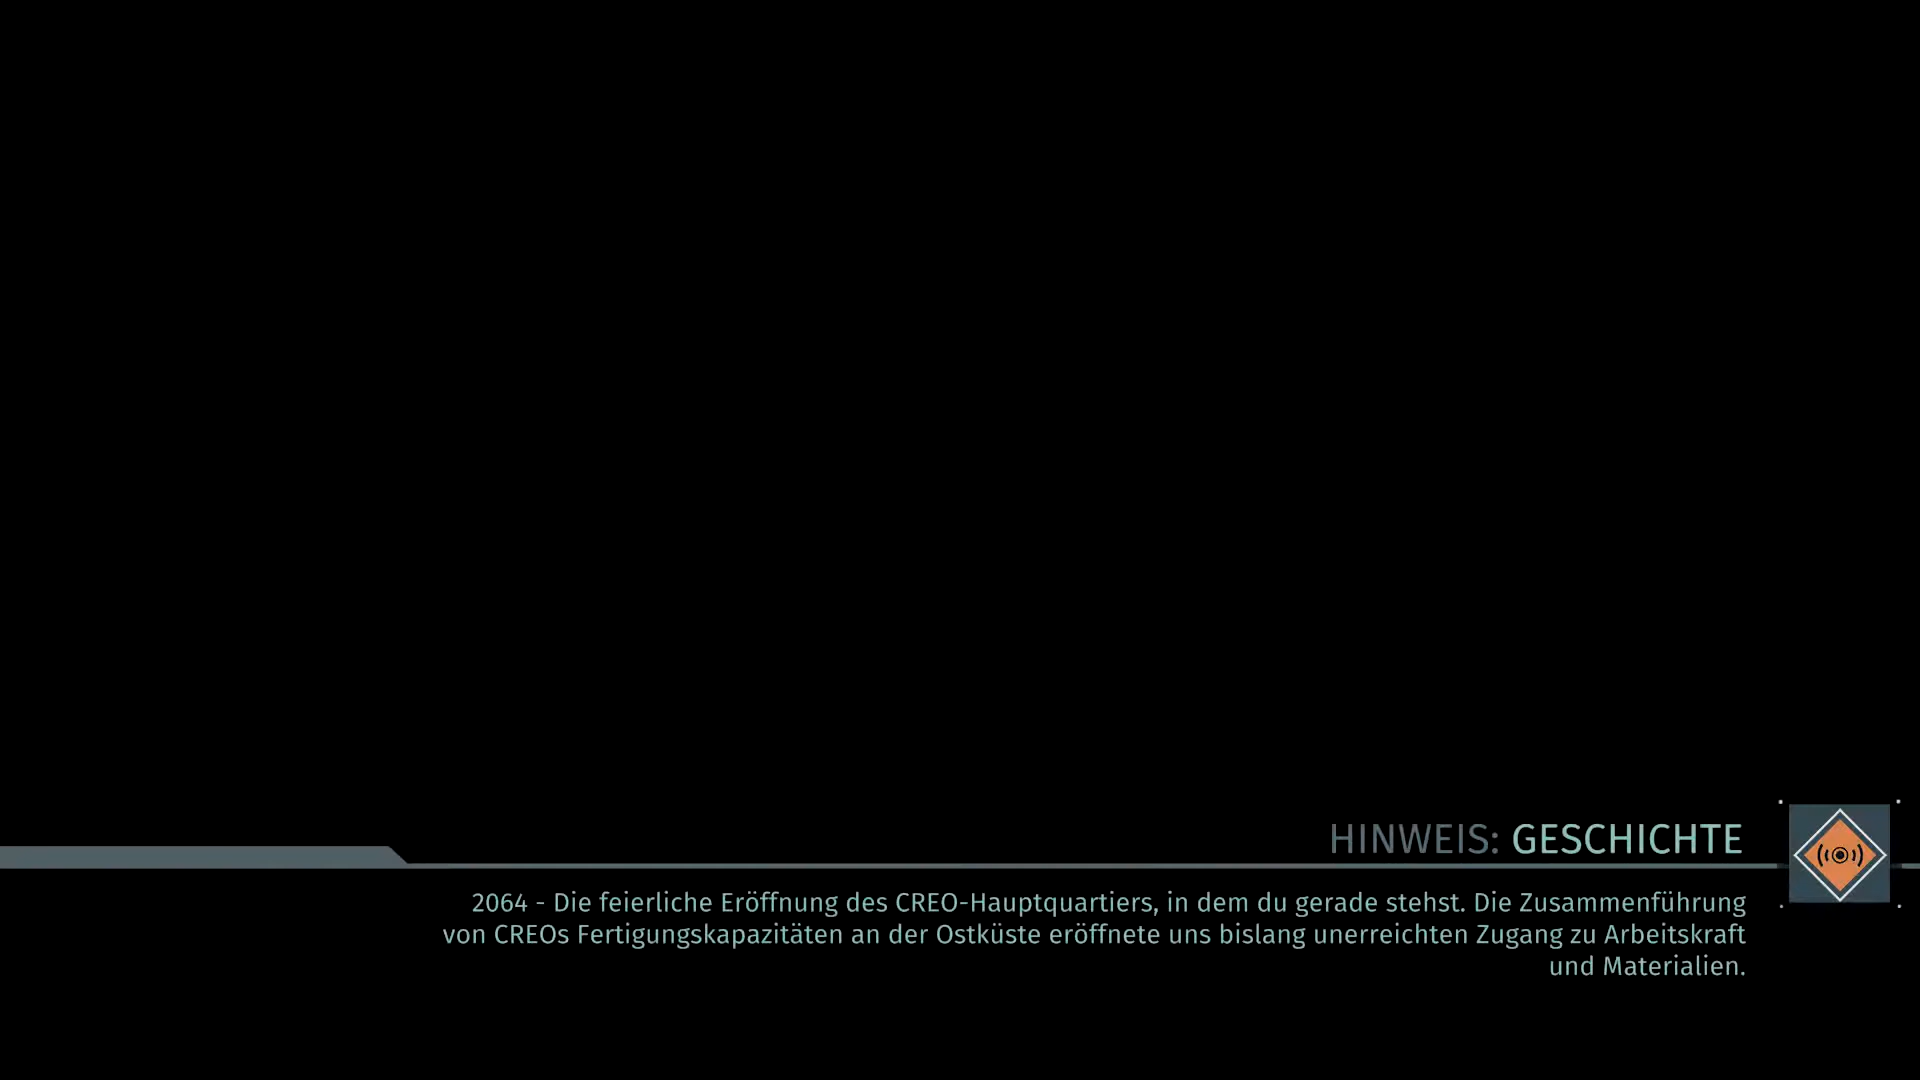 HINWEIS: GESCHICHTE
2064 - Die feierliche Eröffnung des CREO-Hauptquartiers, in dem du gerade stehst. Die Zusammenführung
von CREOs Fertigungskapazitäten an der Ostküste eröffnete uns bislang unerreichten Zugang zu Arbeitskraft
und Materialien.